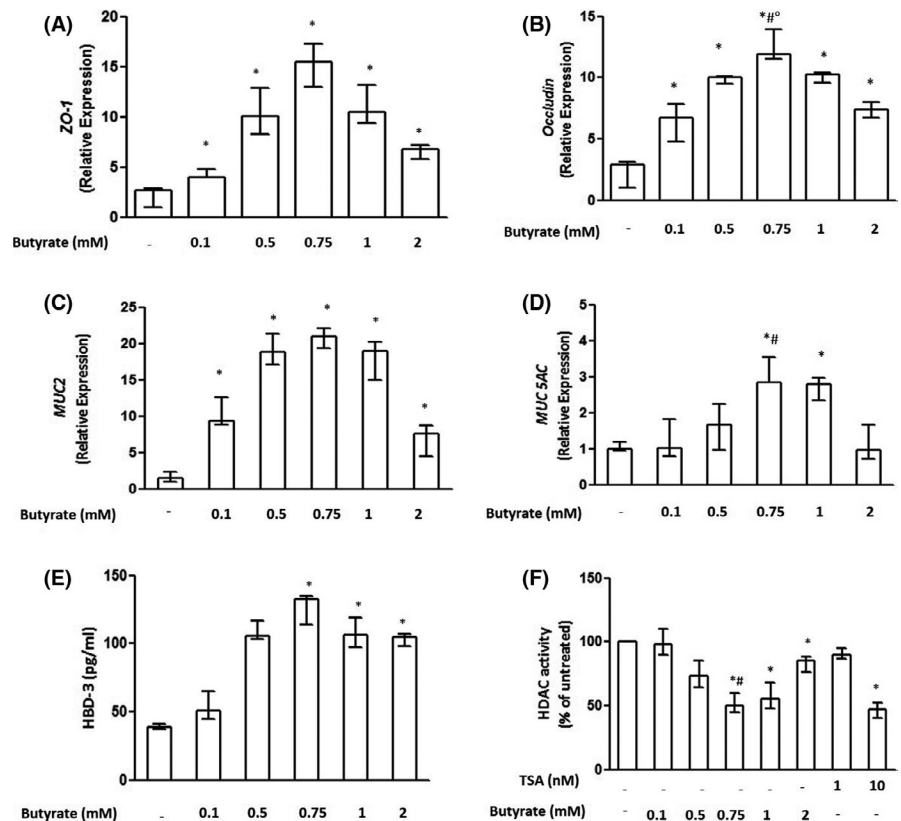 (A)
ZO-1
(Relative Expression)
20
15
10
5
0
* * * * *
Butyrate (mM) - 0.1 0.5 0.75 1 2
(B)
Occludin
(Relative Expression)
15
10
5
0
* * *#° * *
Butyrate (mM) - 0.1 0.5 0.75 1 2
(C)
MUC2
(Relative Expression)
25
20
15
10
5
0
* * * * *
Butyrate (mM) - 0.1 0.5 0.75 1 2
(D)
MUC 5AC
(Relative Expression)
5
4
3
2
1
0
*# *
Butyrate (mM) - 0.1 0.5 0.75 1 2
(E)
HBD-3 (pg/ml)
150
100
50
0
* * *
Butyrate (mM) - 0.1 0.5 0.75 1 2
(F)
HDAC activity
(% of untreated)
150
100
50
0
*# * * *
TSA (nM) - - - - - - 1 10
Butyrate (mM) - 0.1 0.5 0.75 1 2 - -